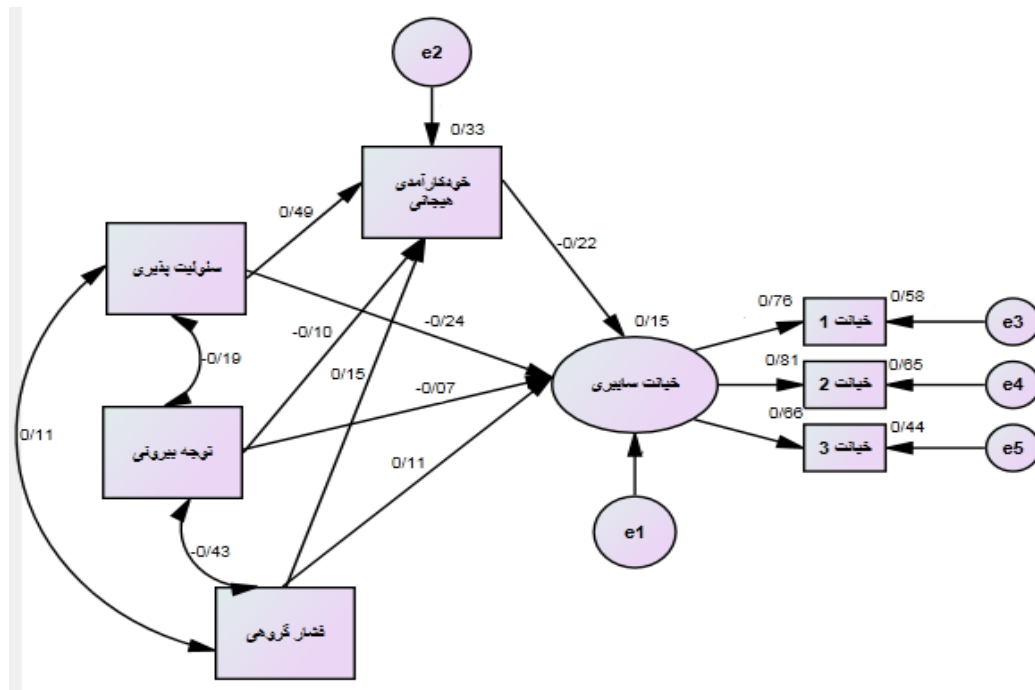 e2
0/33
خودکارآمدی
هیجانی
0/49
-0/22
سئولیت پذیری
-0/10
-0/24
0/15
-0/19
0/11
توجه بیرونی
-0/07
0/11
-0/43
فشار گروهی
0/15
خیانت سایبری
e1
0/76
خیانت 1
0/58
e3
0/81
خیانت 2
0/65
e4
0/66
خیانت 3
0/44
e5